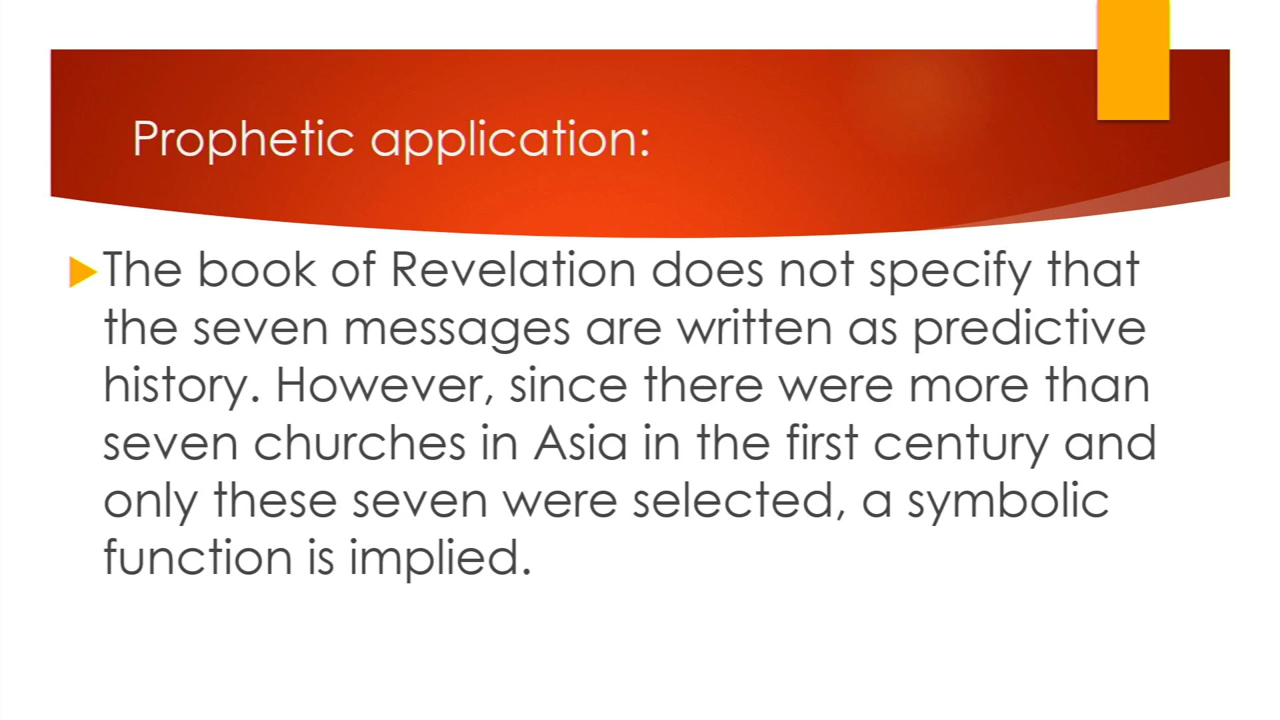 Prophetic application:
The book of Revelation does not specify that
the seven messages are written as predictive
history. However, since there were more than
seven churches in Asia in the first century and
only these seven were selected, a symbolic
function is implied.